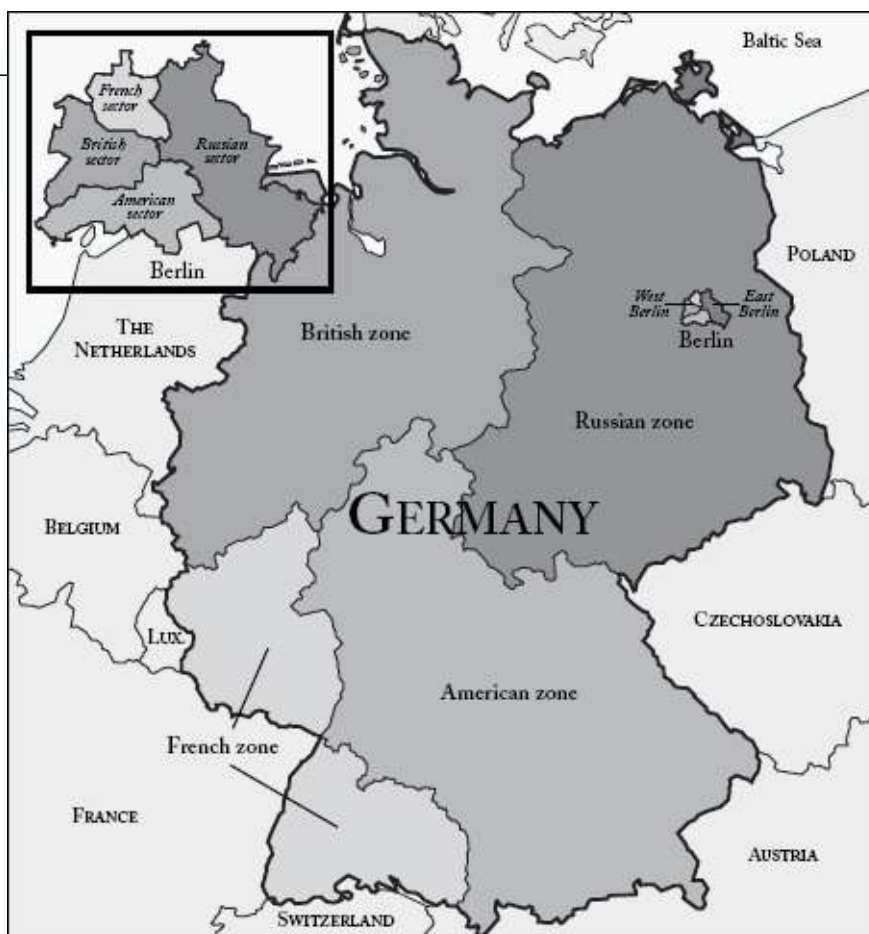 Baltic Sea
French
sector
British
sector
Russian
sector
American
sector
Berlin
POLAND
West
Berlin
East
Berlin
Berlin
THE
NETHERLANDS
British zone
Russian zone
GERMANY
BELGIUM
LUX.
CZECHOSLOVAKIA
American zone
French zone
FRANCE
AUSTRIA
SWITZERLAND